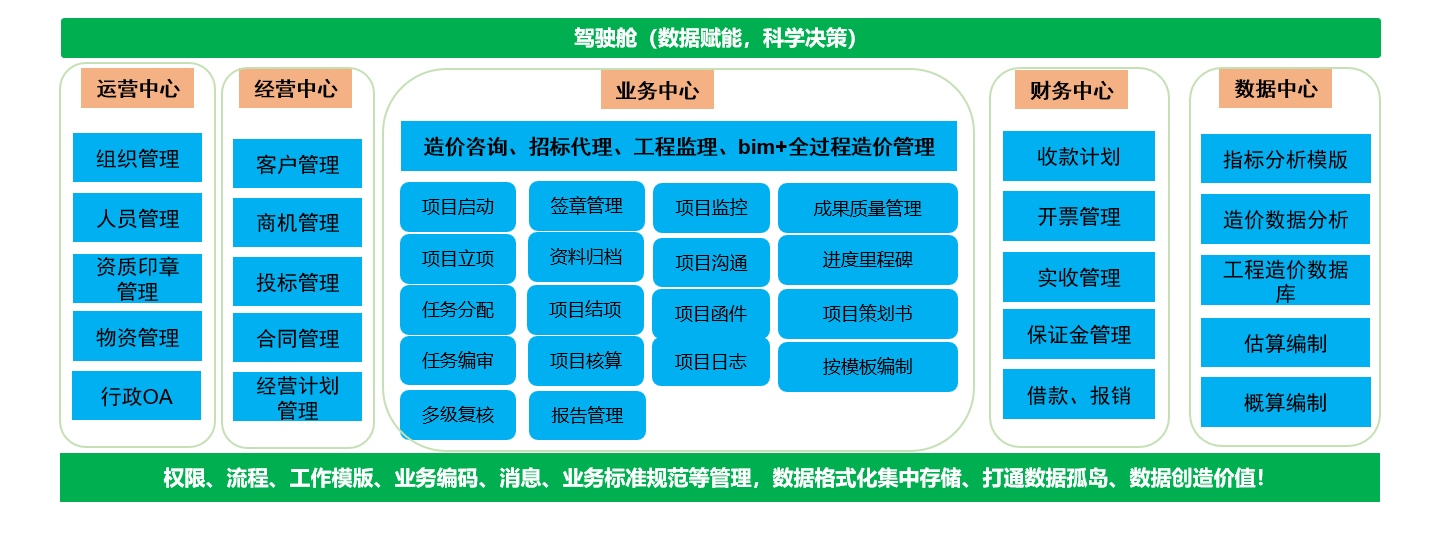 驾驶舱（数据赋能，科学决策）
运营中心
组织管理
人员管理
资质印章
管理
物资管理
行政OA
经营中心
客户管理
商机管理
投标管理
合同管理
经营计划
管理
业务中心
造价咨询、招标代理、工程监理、bim+全过程造价管理
项目启动
签章管理
项目监控
成果质量管理
项目立项
资料归档
项目沟通
进度里程碑
任务分配
项目结项
项目函件
项目策划书
任务编审
项目核算
项目日志
按模板编制
多级复核
报告管理
财务中心
收款计划
开票管理
实收管理
保证金管理
借款、报销
数据中心
指标分析模版
造价数据分析
工程造价数据
库
估算编制
概算编制
权限、流程、工作模版、业务编码、消息、业务标准规范等管理，数据格式化集中存储、打通数据孤岛、数据创造价值！